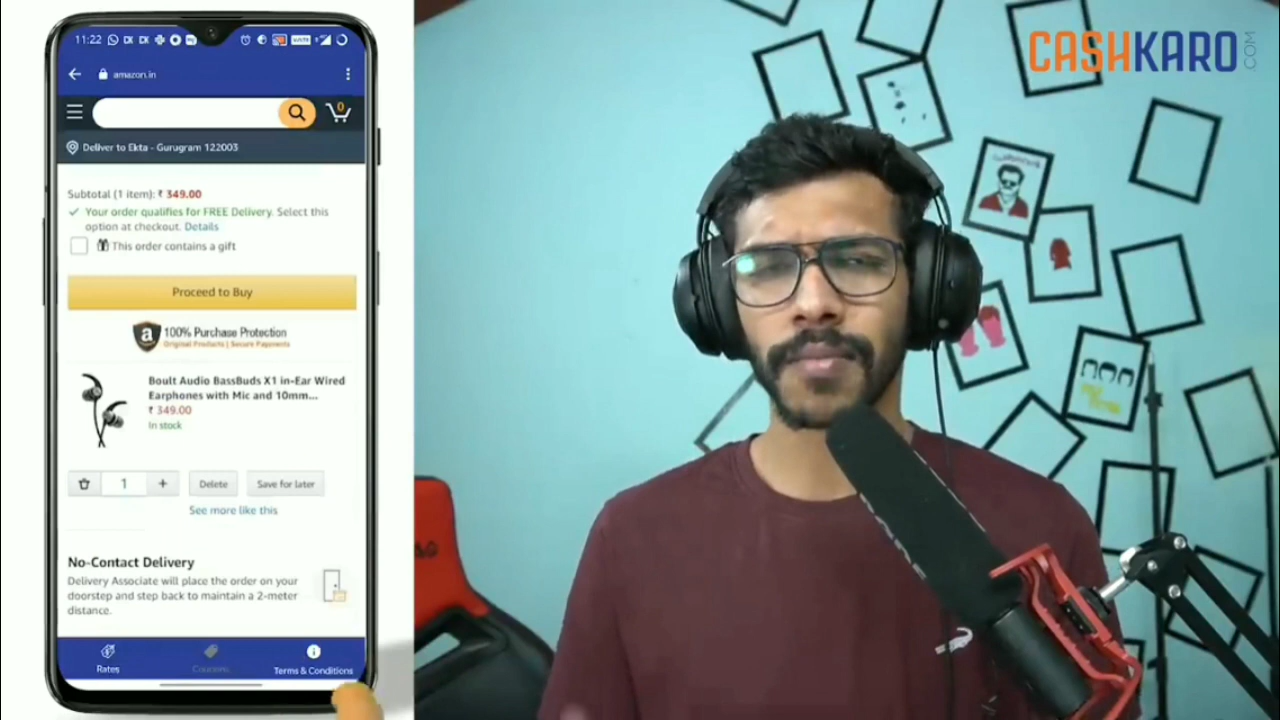 11:22
amazon.in
0
Deliver to Ekta - Gurugram 122003
Subtotal (1 item): ₹ 349.00
Your order qualifies for FREE Delivery. Select this
option at checkout. Details
This order contains a gift
Proceed to Buy
a 100% Purchase Protection
Original Products | Secure Payments
Boult Audio BassBuds X1 in-Ear Wired
Earphones with Mic and 10mm...
₹ 349.00
In stock
1 + Delete Save for later
See more like this
No-Contact Delivery
Delivery Associate will place the order on your
doorstep and step back to maintain a 2-meter
distance.
Rates Coupons Terms & Conditions
CASHKARO.COM